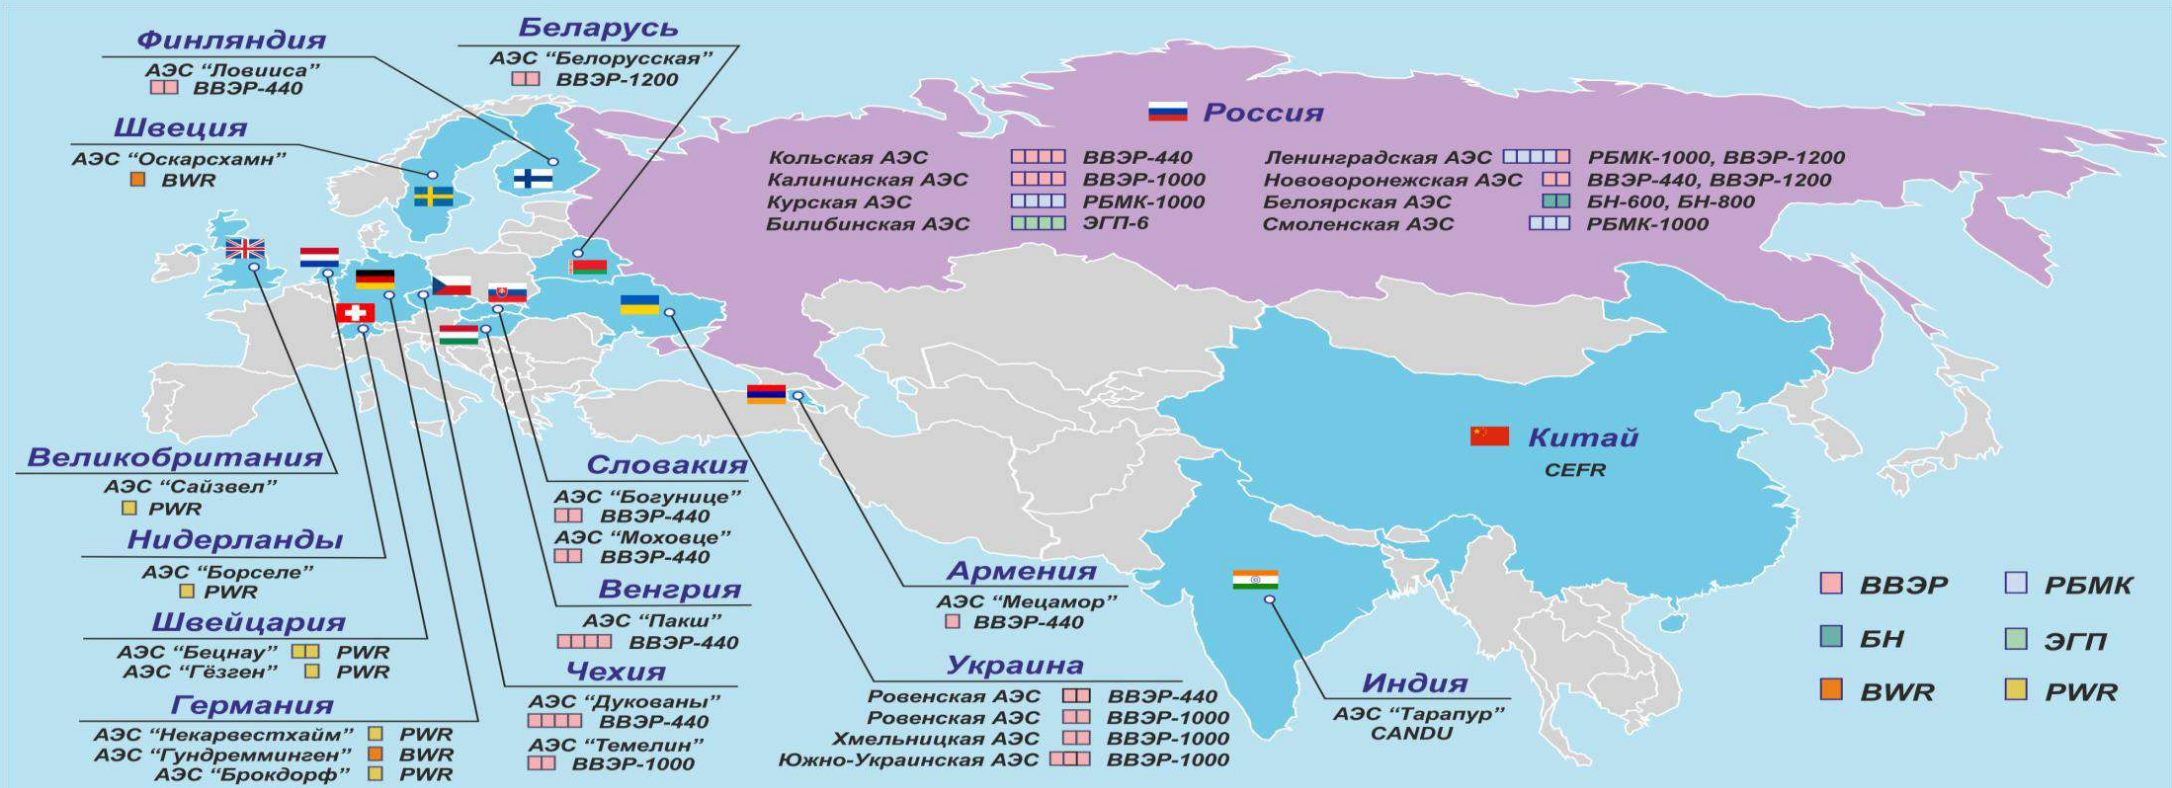 Финляндия
АЭС “Ловииса”
ВВЭР-440
Беларусь
АЭС “Белорусская”
ВВЭР-1200
Швеция
АЭС “Оскарсхамн”
BWR
Россия
Кольская АЭС ВВЭР-440
Калининская АЭС ВВЭР-1000
Курская АЭС РБМК-1000
Билибинская АЭС ЭГП-6
Ленинградская АЭС РБМК-1000, ВВЭР-1200
Нововоронежская АЭС ВВЭР-440, ВВЭР-1200
Белоярская АЭС БН-600, БН-800
Смоленская АЭС РБМК-1000
Великобритания
АЭС “Сайзвел”
PWR
Нидерланды
АЭС “Борселе”
PWR
Швейцария
АЭС “Бецнау” PWR
АЭС “Гёзген” PWR
Германия
АЭС “Некарвестхайм” PWR
АЭС “Гундремминген” BWR
АЭС “Брокдорф” PWR
Словакия
АЭС “Богунице”
ВВЭР-440
АЭС “Моховце”
ВВЭР-440
Венгрия
АЭС “Пакш”
ВВЭР-440
Чехия
АЭС “Дукованы”
ВВЭР-440
АЭС “Темелин”
ВВЭР-1000
Армения
АЭС “Мецамор”
ВВЭР-440
Украина
Ровенская АЭС ВВЭР-440
Ровенская АЭС ВВЭР-1000
Хмельницкая АЭС ВВЭР-1000
Южно-Украинская АЭС ВВЭР-1000
Китай
CEFR
Индия
АЭС “Тарапур”
CANDU
ВВЭР РБМК
БН ЭГП
BWR PWR